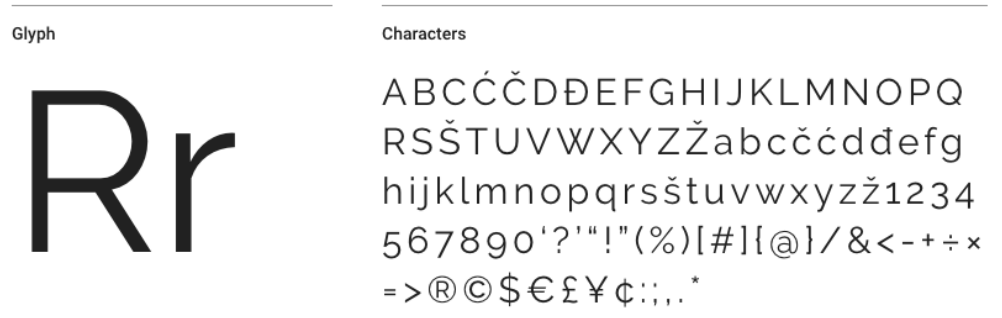 Glyph
Rr
Characters
ABCĆČDĐEFGHIJKLMNOPQ
RSŠTUVWXYZŽabcčćdđefg
hijklmnopqrsštuvwxyzž1234
567890‘?’“!”(%)[#]{@}/&<-+÷×
=>®©$€£¥¢:;,.*